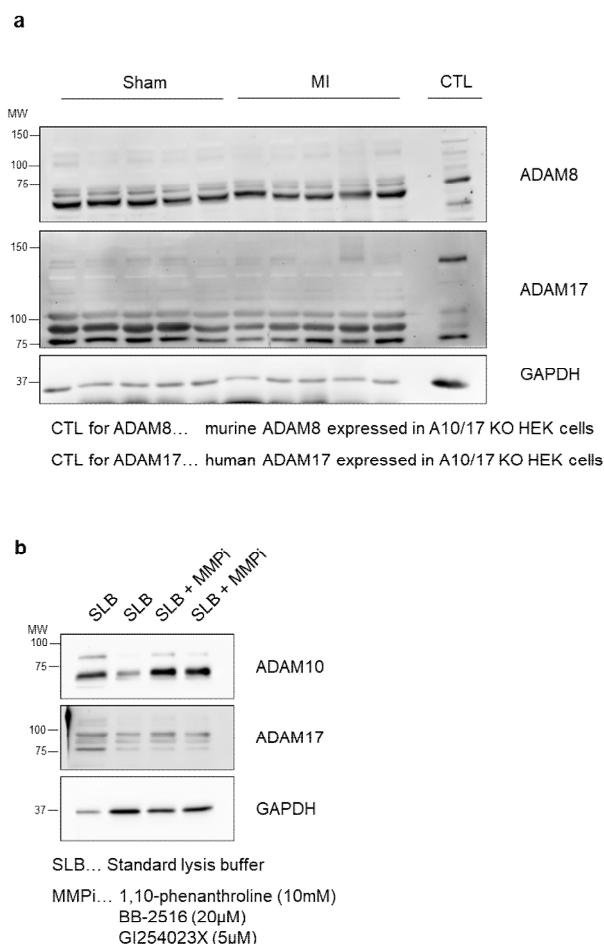 a
Sham MI CTL
MW
150
100
75
ADAM8
150
100
75
ADAM17
37
GAPDH
CTL for ADAM8… murine ADAM8 expressed in A10/17 KO HEK cells
CTL for ADAM17… human ADAM17 expressed in A10/17 KO HEK cells
b
SLB SLB SLB + MMPi SLB + MMPi
MW
100
75
ADAM10
100
75
ADAM17
37
GAPDH
SLB… Standard lysis buffer
MMPi… 1,10-phenanthroline (10mM)
BB-2516 (20µM)
GI254023X (5µM)